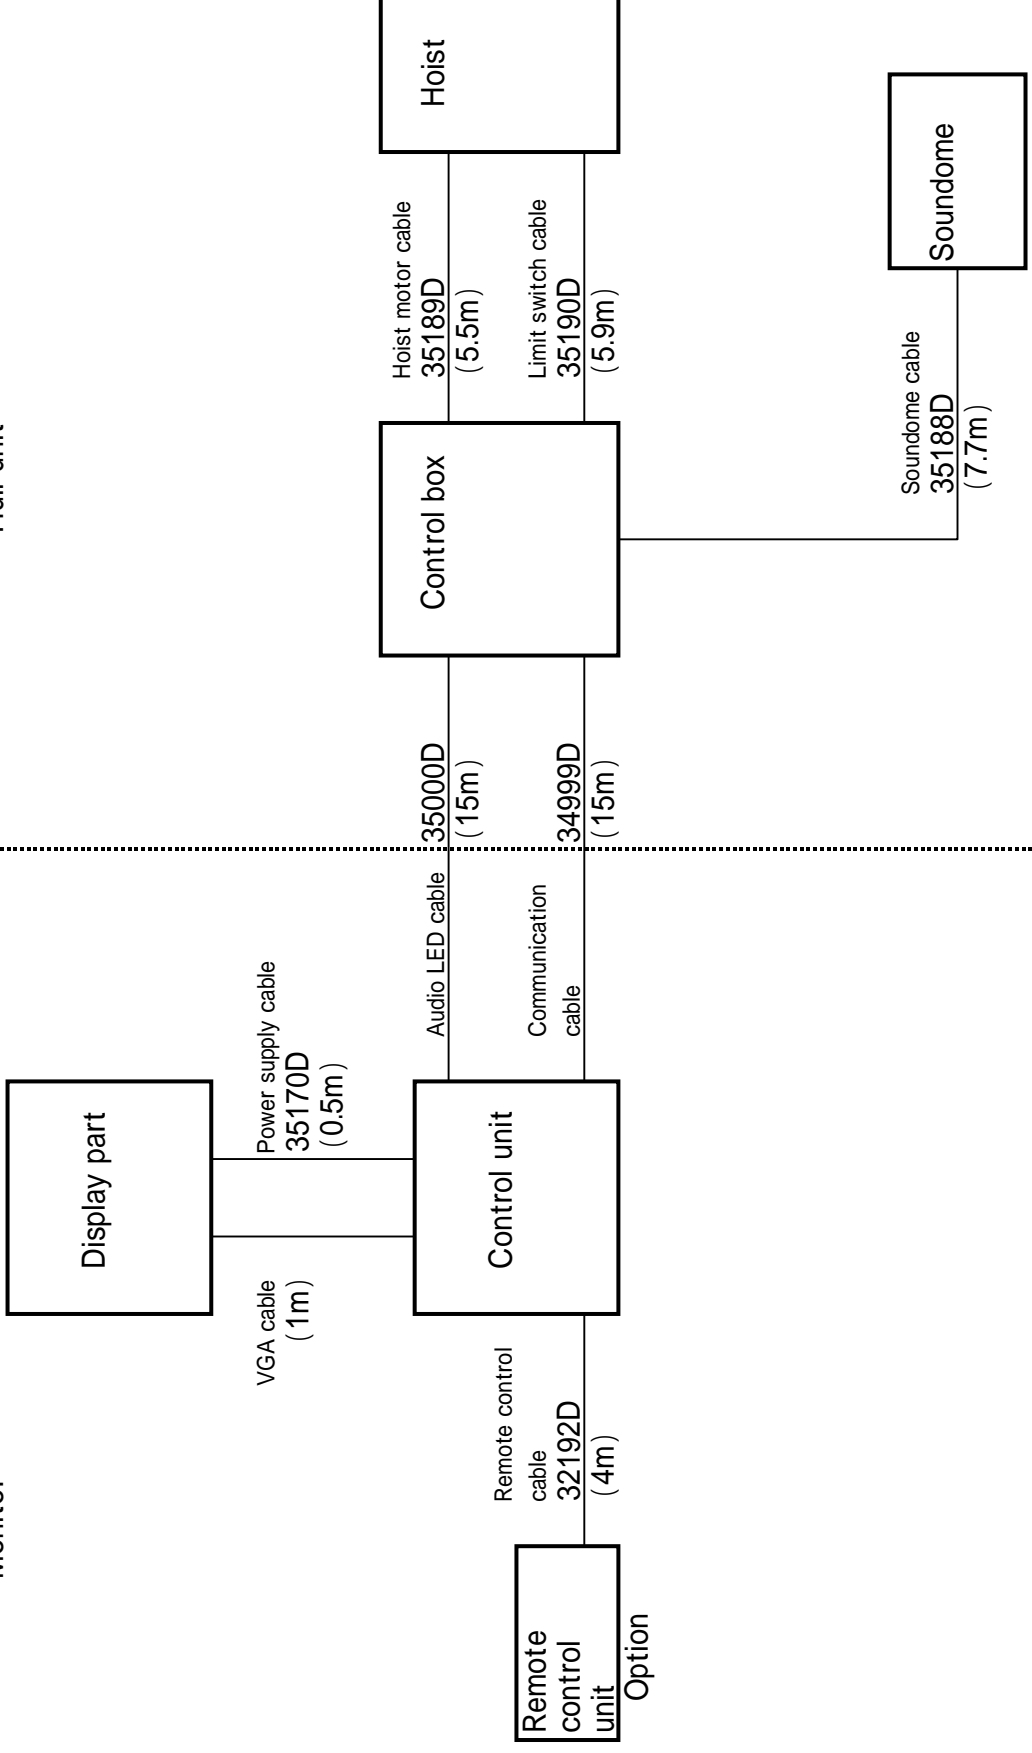 Display part
VGA cable
(1m)
Power supply cable
35170D
(0.5m)
Remote
control
unit
Option
Remote control
cable
32192D
(4m)
Control unit
Audio LED cable
35000D
(15m)
Communication
cable
34999D
(15m)
Control box
Hoist motor cable
35189D
(5.5m)
Limit switch cable
35190D
(5.9m)
Hoist
Soundome cable
35188D
(7.7m)
Soundome